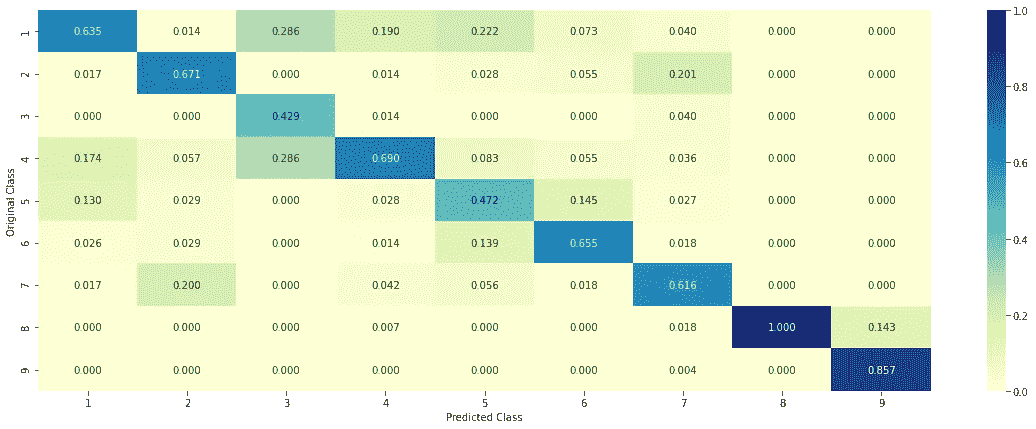 1 0.635 0.014 0.286 0.190 0.222 0.073 0.040 0.000 0.000 1.0
2 0.017 0.671 0.000 0.014 0.028 0.055 0.201 0.000 0.000 0.8
3 0.000 0.000 0.429 0.014 0.000 0.000 0.040 0.000 0.000
4 0.174 0.057 0.286 0.690 0.083 0.055 0.036 0.000 0.000 0.6
Original Class
5 0.130 0.029 0.000 0.028 0.472 0.145 0.027 0.000 0.000 0.4
6 0.026 0.029 0.000 0.014 0.139 0.655 0.018 0.000 0.000
7 0.017 0.200 0.000 0.042 0.056 0.018 0.616 0.000 0.000 0.2
8 0.000 0.000 0.000 0.007 0.000 0.000 0.018 1.000 0.143
9 0.000 0.000 0.000 0.000 0.000 0.000 0.004 0.000 0.857 0.0
1 2 3 4 5 6 7 8 9
Predicted Class